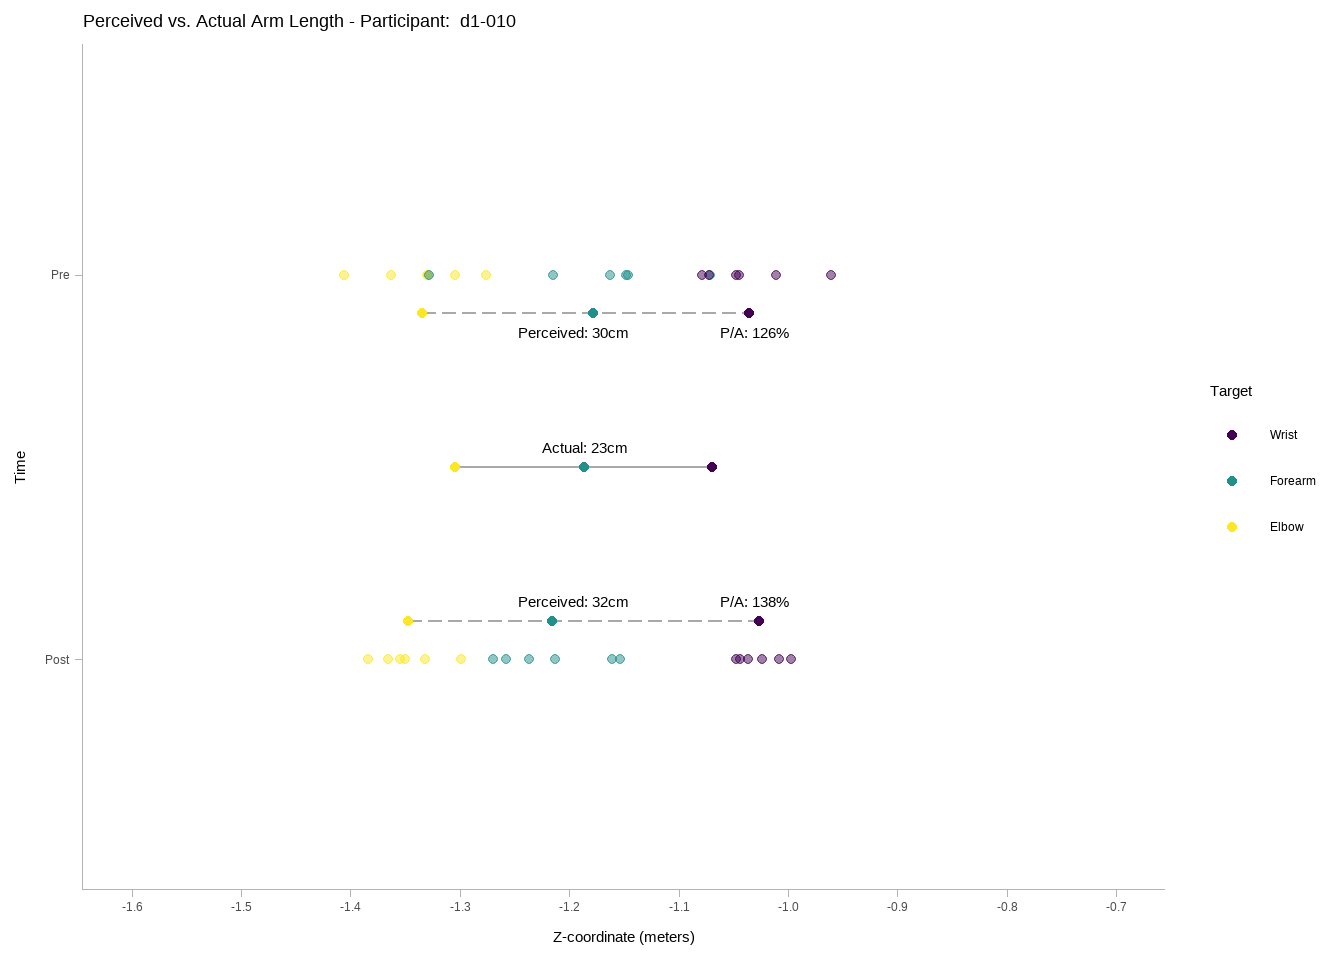 Perceived vs. Actual Arm Length - Participant:  d1-010
Pre
Perceived: 30cm
P/A: 126%
Actual: 23cm
Perceived: 32cm
P/A: 138%
Post
Time
-1.6
-1.5
-1.4
-1.3
-1.2
-1.1
-1.0
-0.9
-0.8
-0.7
Z-coordinate (meters)
Target
Wrist
Forearm
Elbow